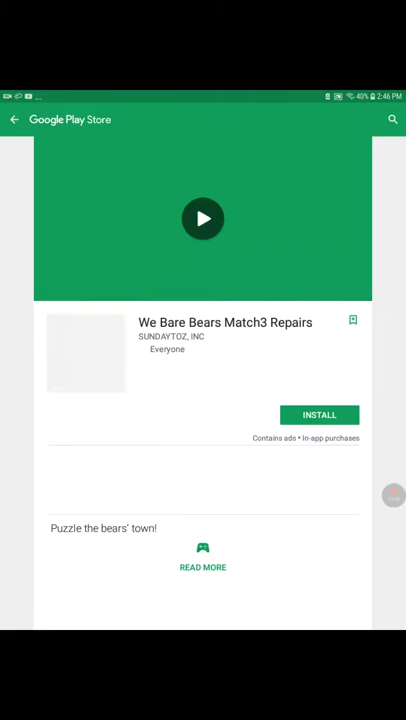 ... 40% 2:46 PM
Google Play Store
We Bare Bears Match3 Repairs
SUNDAYTOZ, INC
Everyone
INSTALL
Contains ads • In-app purchases
Puzzle the bears' town!
READ MORE